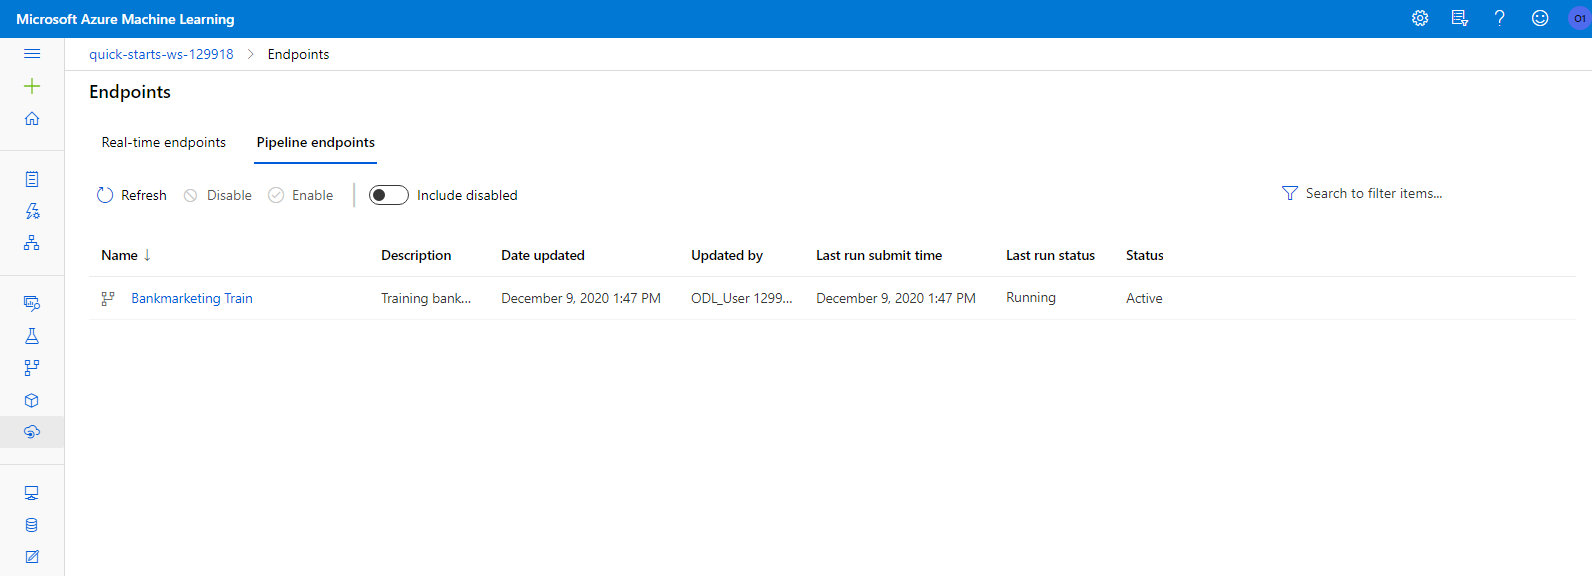 Microsoft Azure Machine Learning
O1
quick-starts-ws-129918 > Endpoints
Endpoints
Real-time endpoints Pipeline endpoints
Refresh Disable Enable Include disabled Search to filter items...
Name ↓ Description Date updated Updated by Last run submit time Last run status Status
Bankmarketing Train Training bank... December 9, 2020 1:47 PM ODL_User 1299... December 9, 2020 1:47 PM Running Active